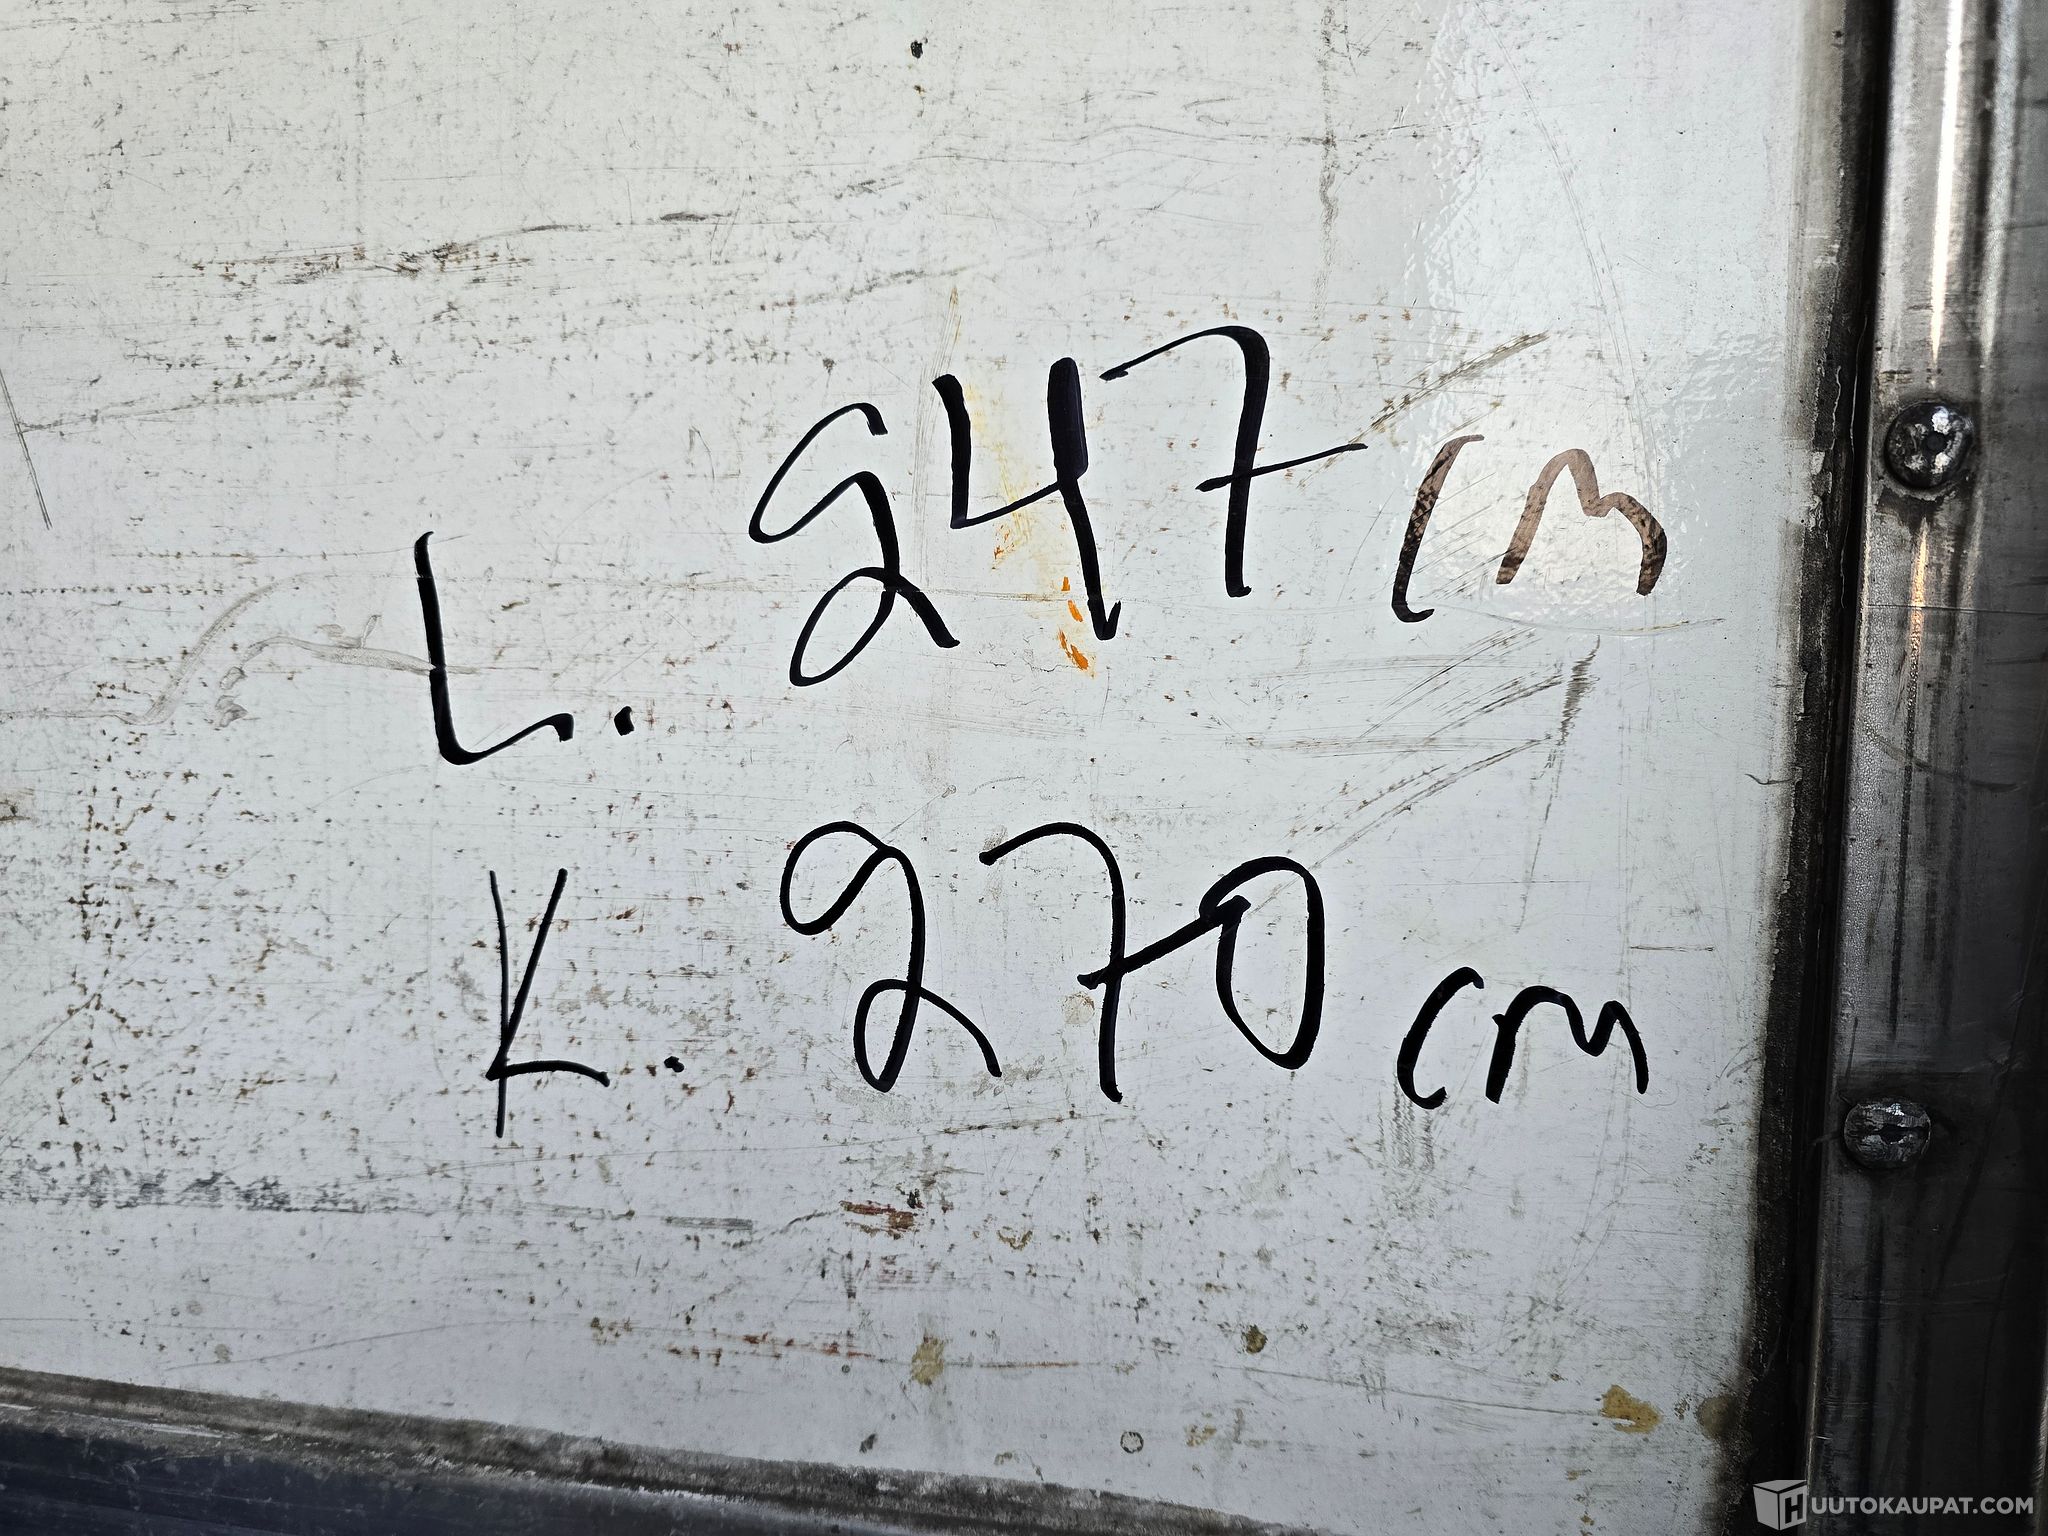 L. 247 cm
K. 270 cm
HUUTOKAUPAT.COM